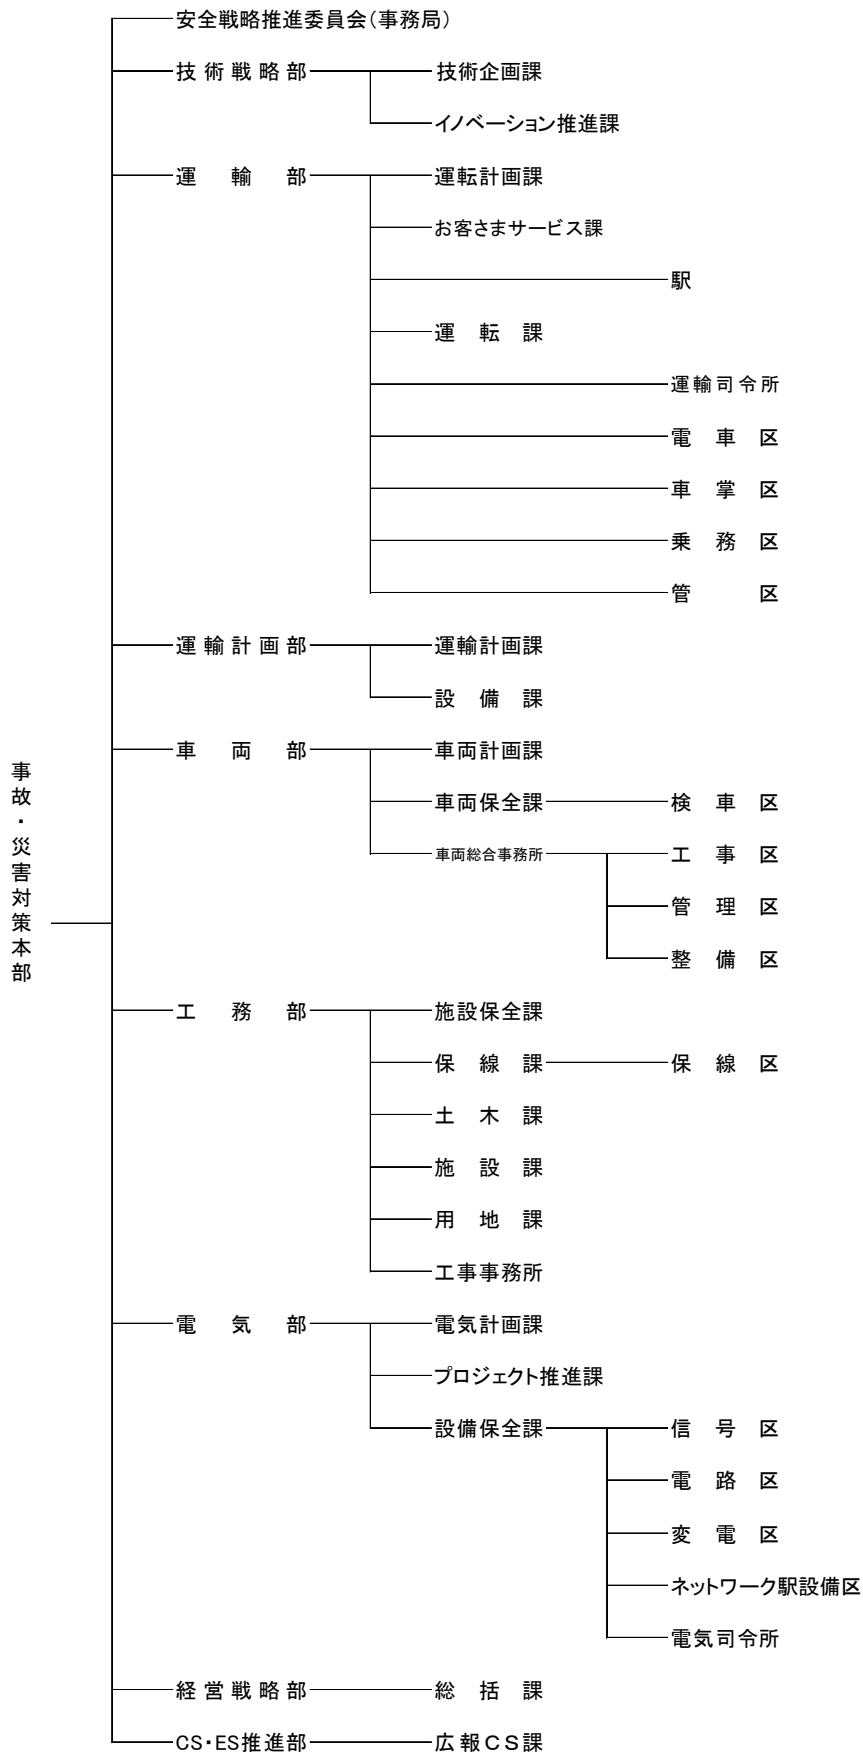 事故・災害対策本部
安全戦略推進委員会(事務局)
技術戦略部 技術企画課
イノベーション推進課
運輸部 運転計画課
お客さまサービス課
駅
運転課
運輸司令所
電車区
車掌区
乗務区
管区
運輸計画部 運輸計画課
設備課
車両部 車両計画課
車両保全課 検車区
車両総合事務所 工事区
管理区
整備区
工務部 施設保全課
保線課 保線区
土木課
施設課
用地課
工事事務所
電気部 電気計画課
プロジェクト推進課
設備保全課 信号区
電路区
変電区
ネットワーク駅設備区
電気司令所
経営戦略部 総括課
CS・ES推進部 広報CS課